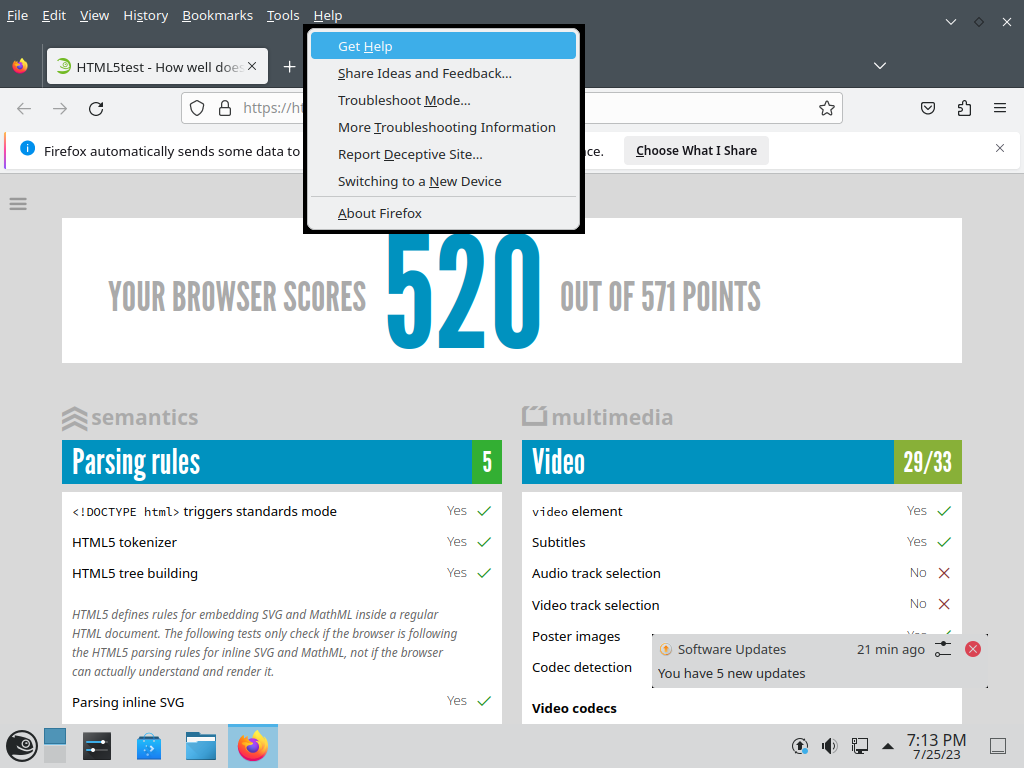 File Edit View History Bookmarks Tools Help
HTML5test - How well does
https://ht
Get Help
Share Ideas and Feedback...
Troubleshoot Mode...
More Troubleshooting Information
Report Deceptive Site...
Switching to a New Device
About Firefox
Firefox automatically sends some data to
ce.
Choose What I Share
YOUR BROWSER SCORES 520 OUT OF 571 POINTS
semantics
Parsing rules 5
<!DOCTYPE html> triggers standards mode Yes
HTML5 tokenizer Yes
HTML5 tree building Yes
HTML5 defines rules for embedding SVG and MathML inside a regular
HTML document. The following tests only check if the browser is following
the HTML5 parsing rules for inline SVG and MathML, not if the browser
can actually understand and render it.
Parsing inline SVG Yes
multimedia
Video 29/33
video element Yes
Subtitles Yes
Audio track selection No
Video track selection No
Poster images Yes
Codec detection
Video codecs
Software Updates 21 min ago
You have 5 new updates
7:13 PM
7/25/23